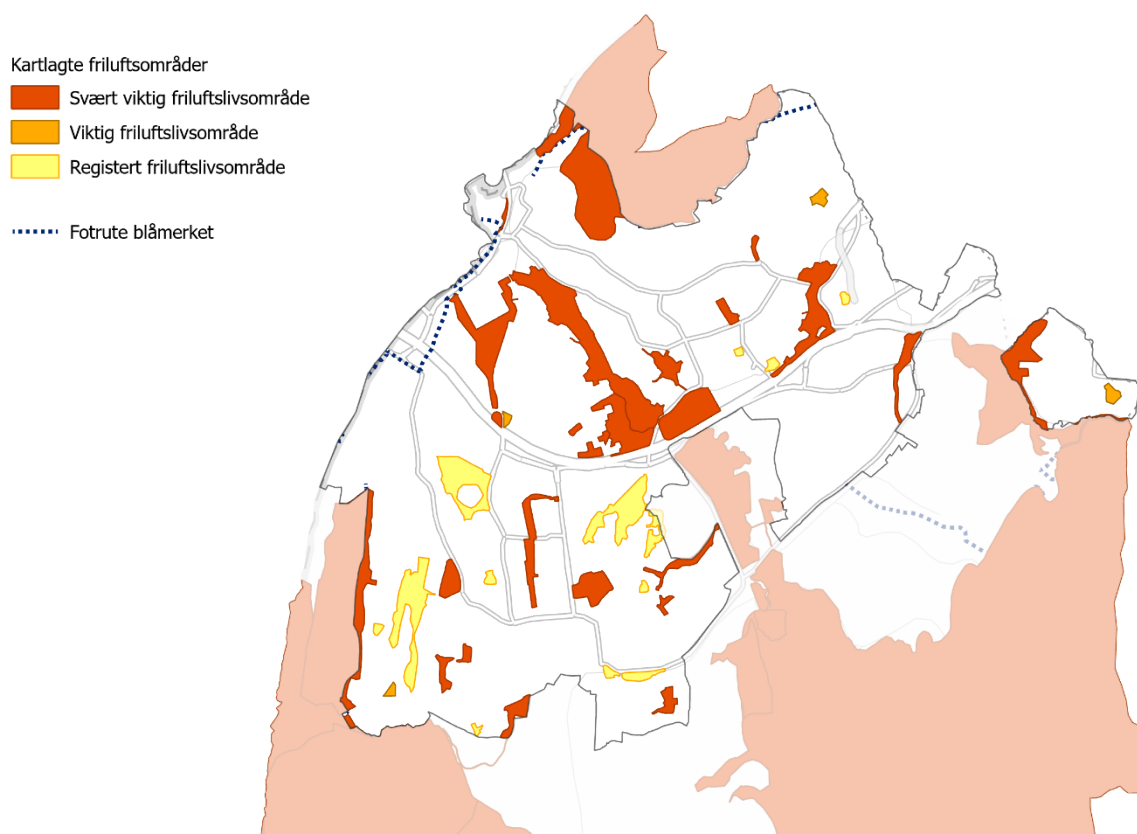 Kartlagte friluftsområder
Svært viktig friluftslivsområde
Viktig friluftslivsområde
Registert friluftslivsområde
Fotrute blåmerket